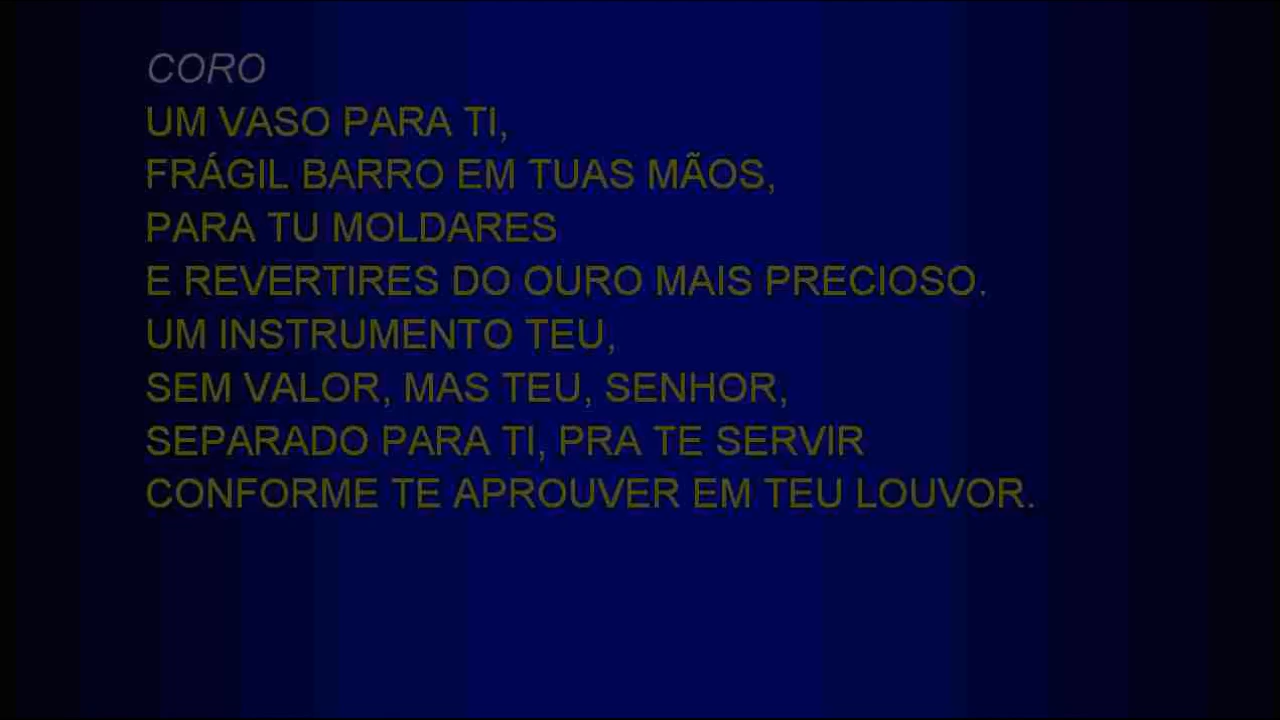 CORO
UM VASO PARA TI,
FRÁGIL BARRO EM TUAS MÃOS,
PARA TU MOLDARES
E REVERTIRES DO OURO MAIS PRECIOSO.
UM INSTRUMENTO TEU,
SEM VALOR, MAS TEU, SENHOR,
SEPARADO PARA TI, PRA TE SERVIR
CONFORME TE APROUVER EM TEU LOUVOR.